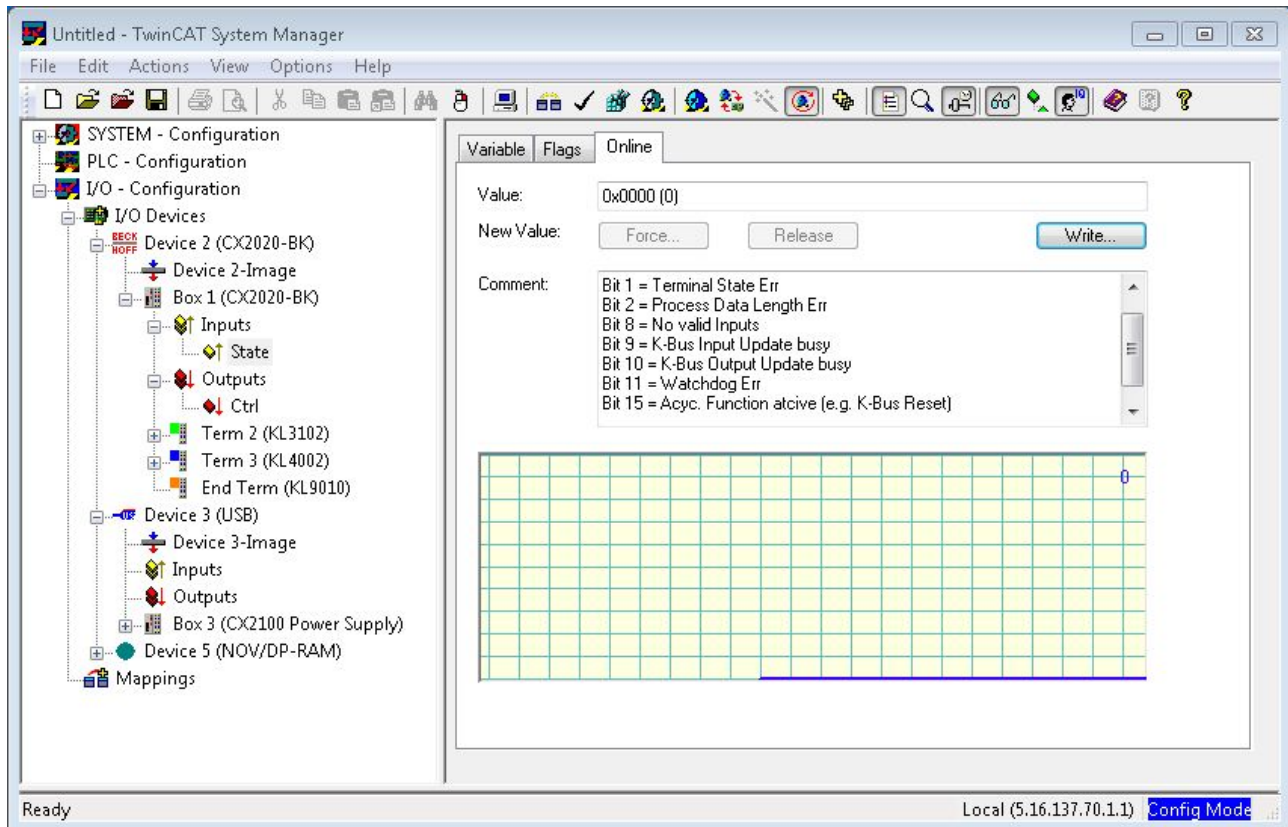 Untitled - TwinCAT System Manager
File Edit Actions View Options Help
SYSTEM - Configuration
PLC - Configuration
I/O - Configuration
I/O Devices
BECK
HOFF
Device 2 (CX2020-BK)
Device 2-Image
Box 1 (CX2020-BK)
Inputs
State
Outputs
Ctrl
Term 2 (KL3102)
Term 3 (KL4002)
End Term (KL9010)
Device 3 (USB)
Device 3-Image
Inputs
Outputs
Box 3 (CX2100 Power Supply)
Device 5 (NOV/DP-RAM)
Mappings
Variable Flags Online
Value: 0x0000 (0)
New Value: Force... Release Write...
Comment:
Bit 1 = Terminal State Err
Bit 2 = Process Data Length Err
Bit 8 = No valid Inputs
Bit 9 = K-Bus Input Update busy
Bit 10 = K-Bus Output Update busy
Bit 11 = Watchdog Err
Bit 15 = Acyc. Function atcive (e.g. K-Bus Reset)
0
Ready Local (5.16.137.70.1.1) Config Mode